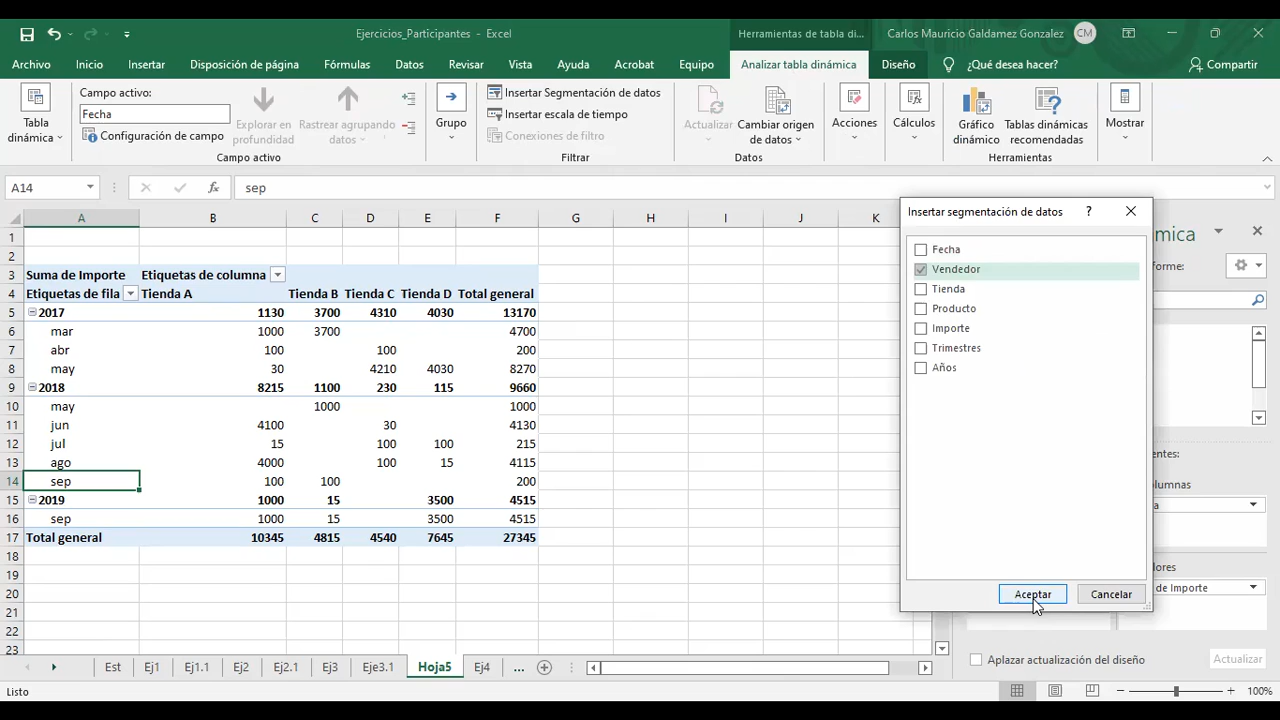 Ejercicios_Participantes - Excel
Herramientas de tabla di...
Carlos Mauricio Galdamez Gonzalez
CM
Archivo Inicio Insertar Disposición de página Fórmulas Datos Revisar Vista Ayuda Acrobat Equipo Analizar tabla dinámica Diseño ¿Qué desea hacer? Compartir
Tabla
dinámica
Campo activo:
Fecha
Configuración de campo
Explorar en
profundidad
Rastrear agrupando
datos
Campo activo
Grupo
Insertar Segmentación de datos
Insertar escala de tiempo
Conexiones de filtro
Filtrar
Actualizar
Cambiar origen
de datos
Datos
Acciones
Cálculos
Gráfico
dinámico
Tablas dinámicas
recomendadas
Herramientas
Mostrar
A14 fx sep
A B C D E F G H I J K
1
2
3 Suma de Importe Etiquetas de columna
4 Etiquetas de fila Tienda A Tienda B Tienda C Tienda D Total general
5 2017 1130 3700 4310 4030 13170
6 mar 1000 3700 4700
7 abr 100 100 200
8 may 30 4210 4030 8270
9 2018 8215 1100 230 115 9660
10 may 1000 1000
11 jun 4100 30 4130
12 jul 15 100 100 215
13 ago 4000 100 15 4115
14 sep 100 100 200
15 2019 1000 15 3500 4515
16 sep 1000 15 3500 4515
17 Total general 10345 4815 4540 7645 27345
18
19
20
21
22
23
Insertar segmentación de datos ?
Fecha
Vendedor
Tienda
Producto
Importe
Trimestres
Años
Aceptar Cancelar
mica
forme:
entes:
olumnas
a
lores
de Importe
Aplazar actualización del diseño Actualizar
Est Ej1 Ej1.1 Ej2 Ej2.1 Ej3 Eje3.1 Hoja5 Ej4 ...
Listo
100%